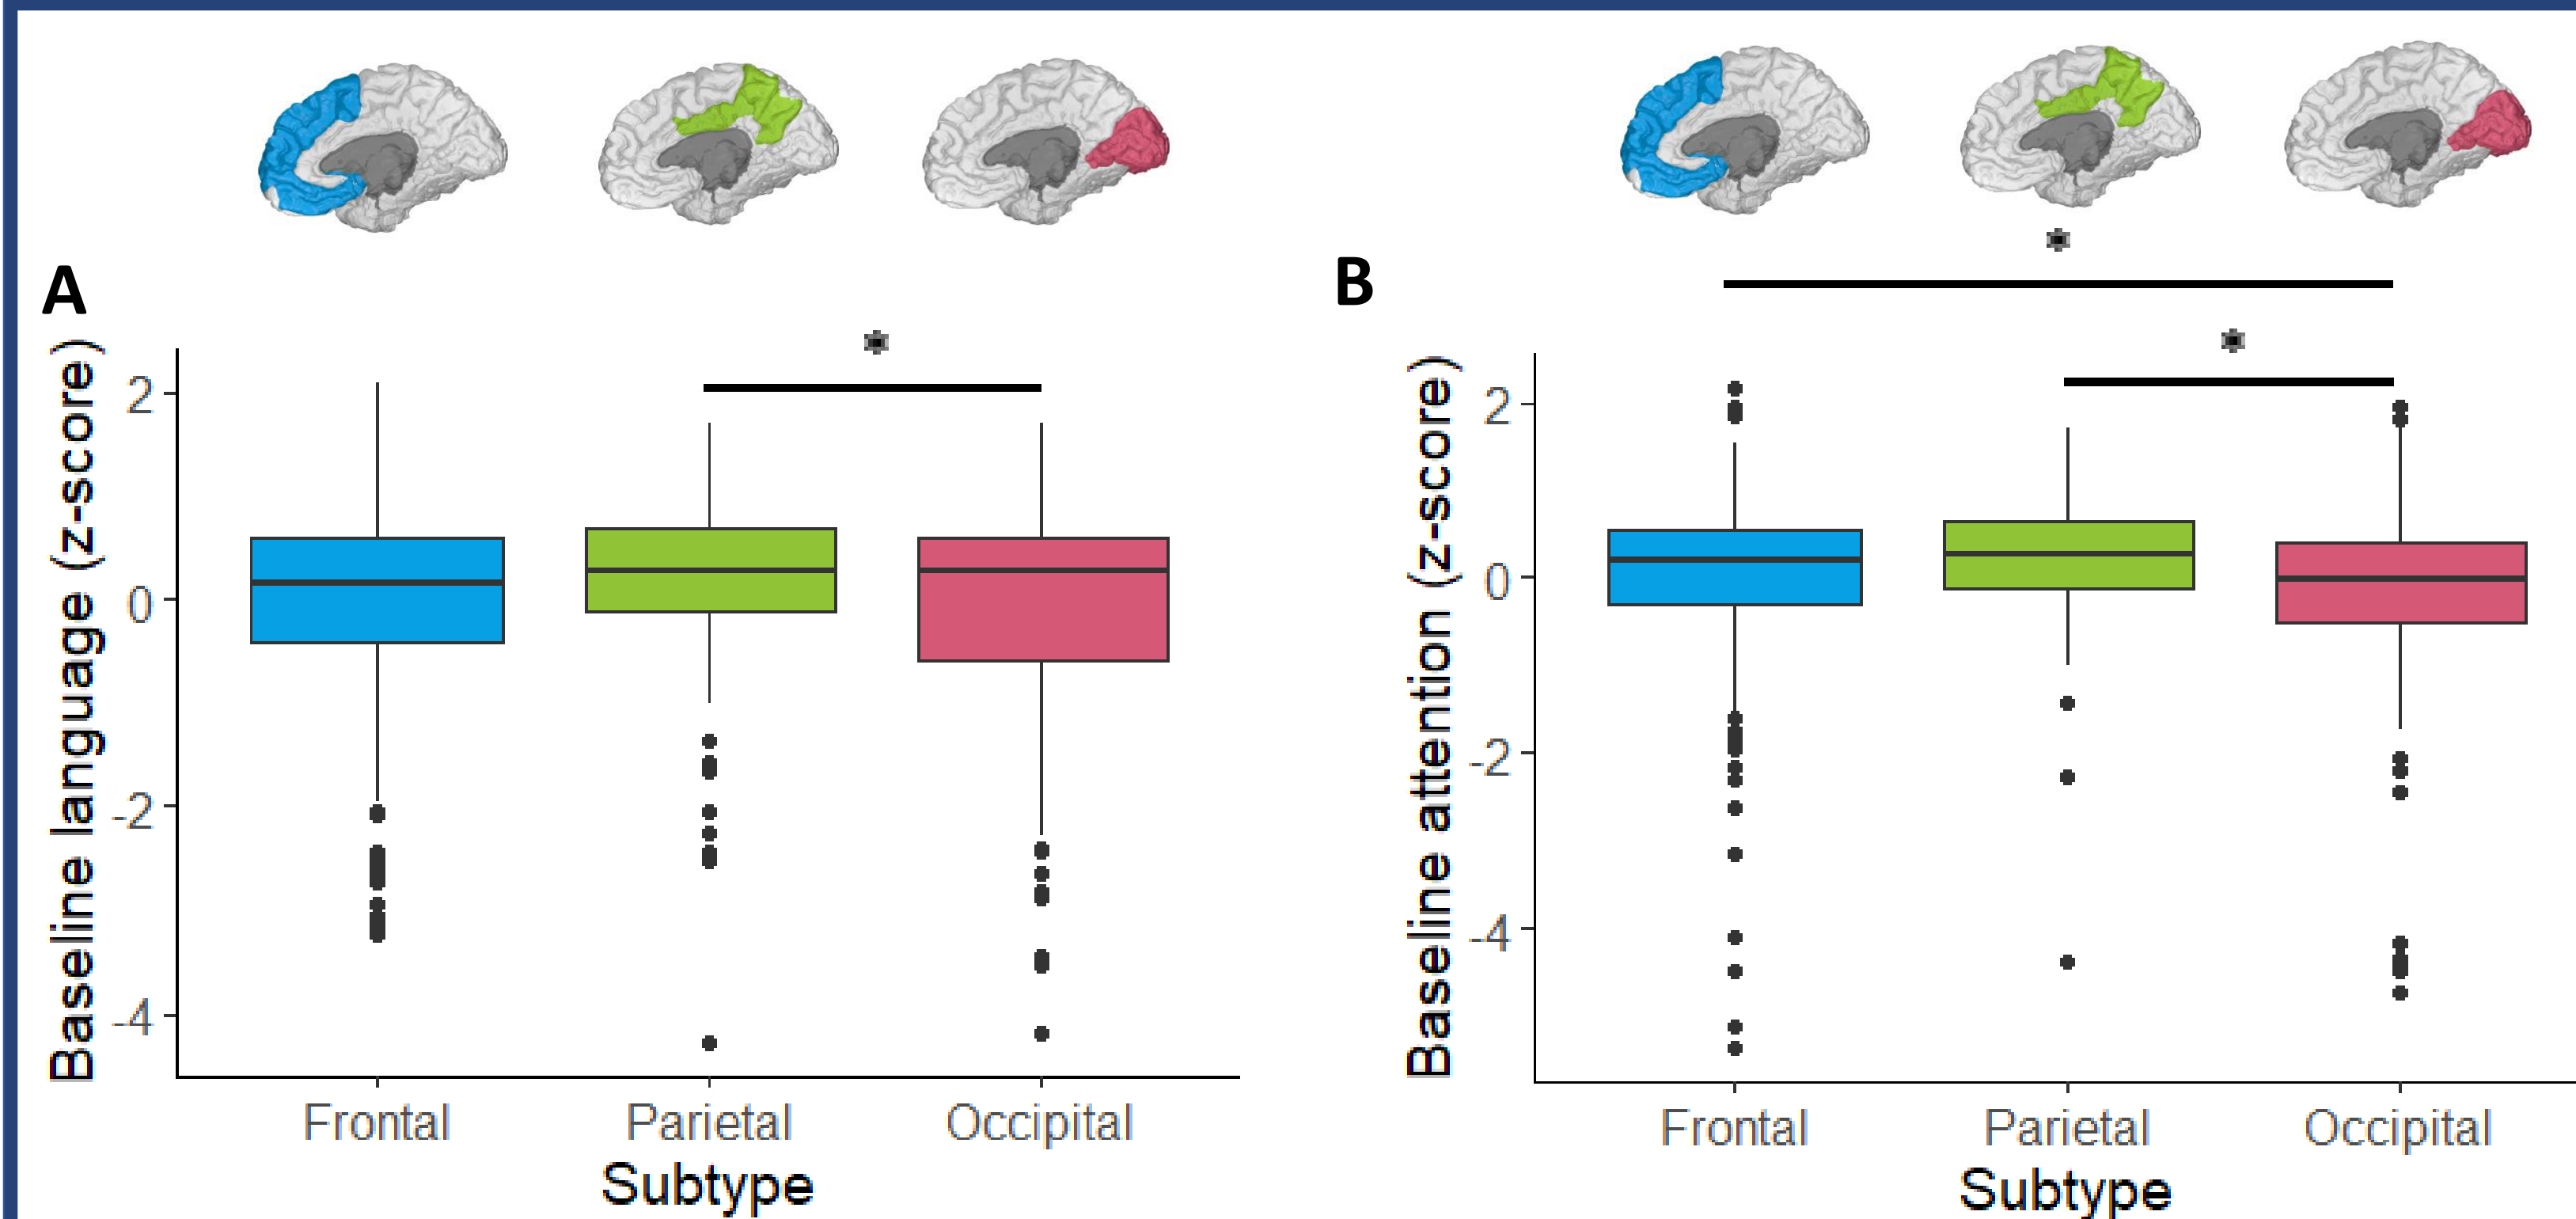 A
*
Baseline language (z-score)
2
0
-2
-4
Frontal Parietal Occipital
Subtype
B
*
*
Baseline attention (z-score)
2
0
-2
-4
Frontal Parietal Occipital
Subtype